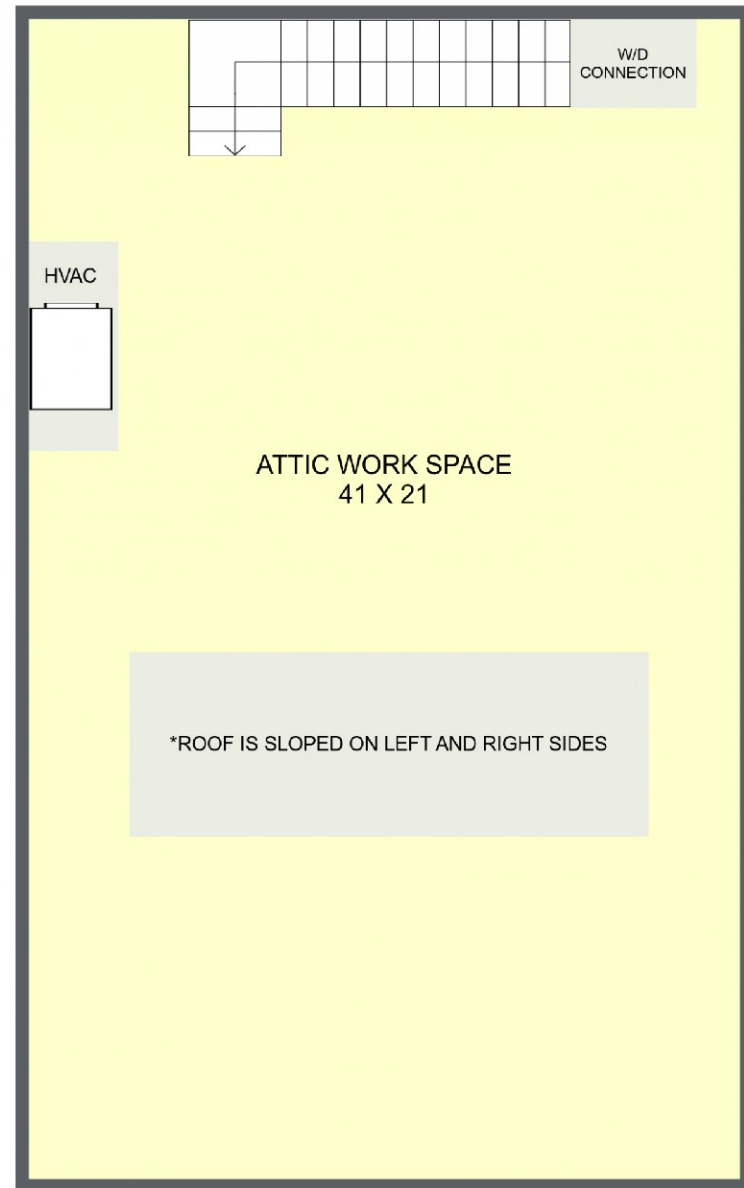 W/D
CONNECTION
HVAC
ATTIC WORK SPACE
41 X 21
*ROOF IS SLOPED ON LEFT AND RIGHT SIDES